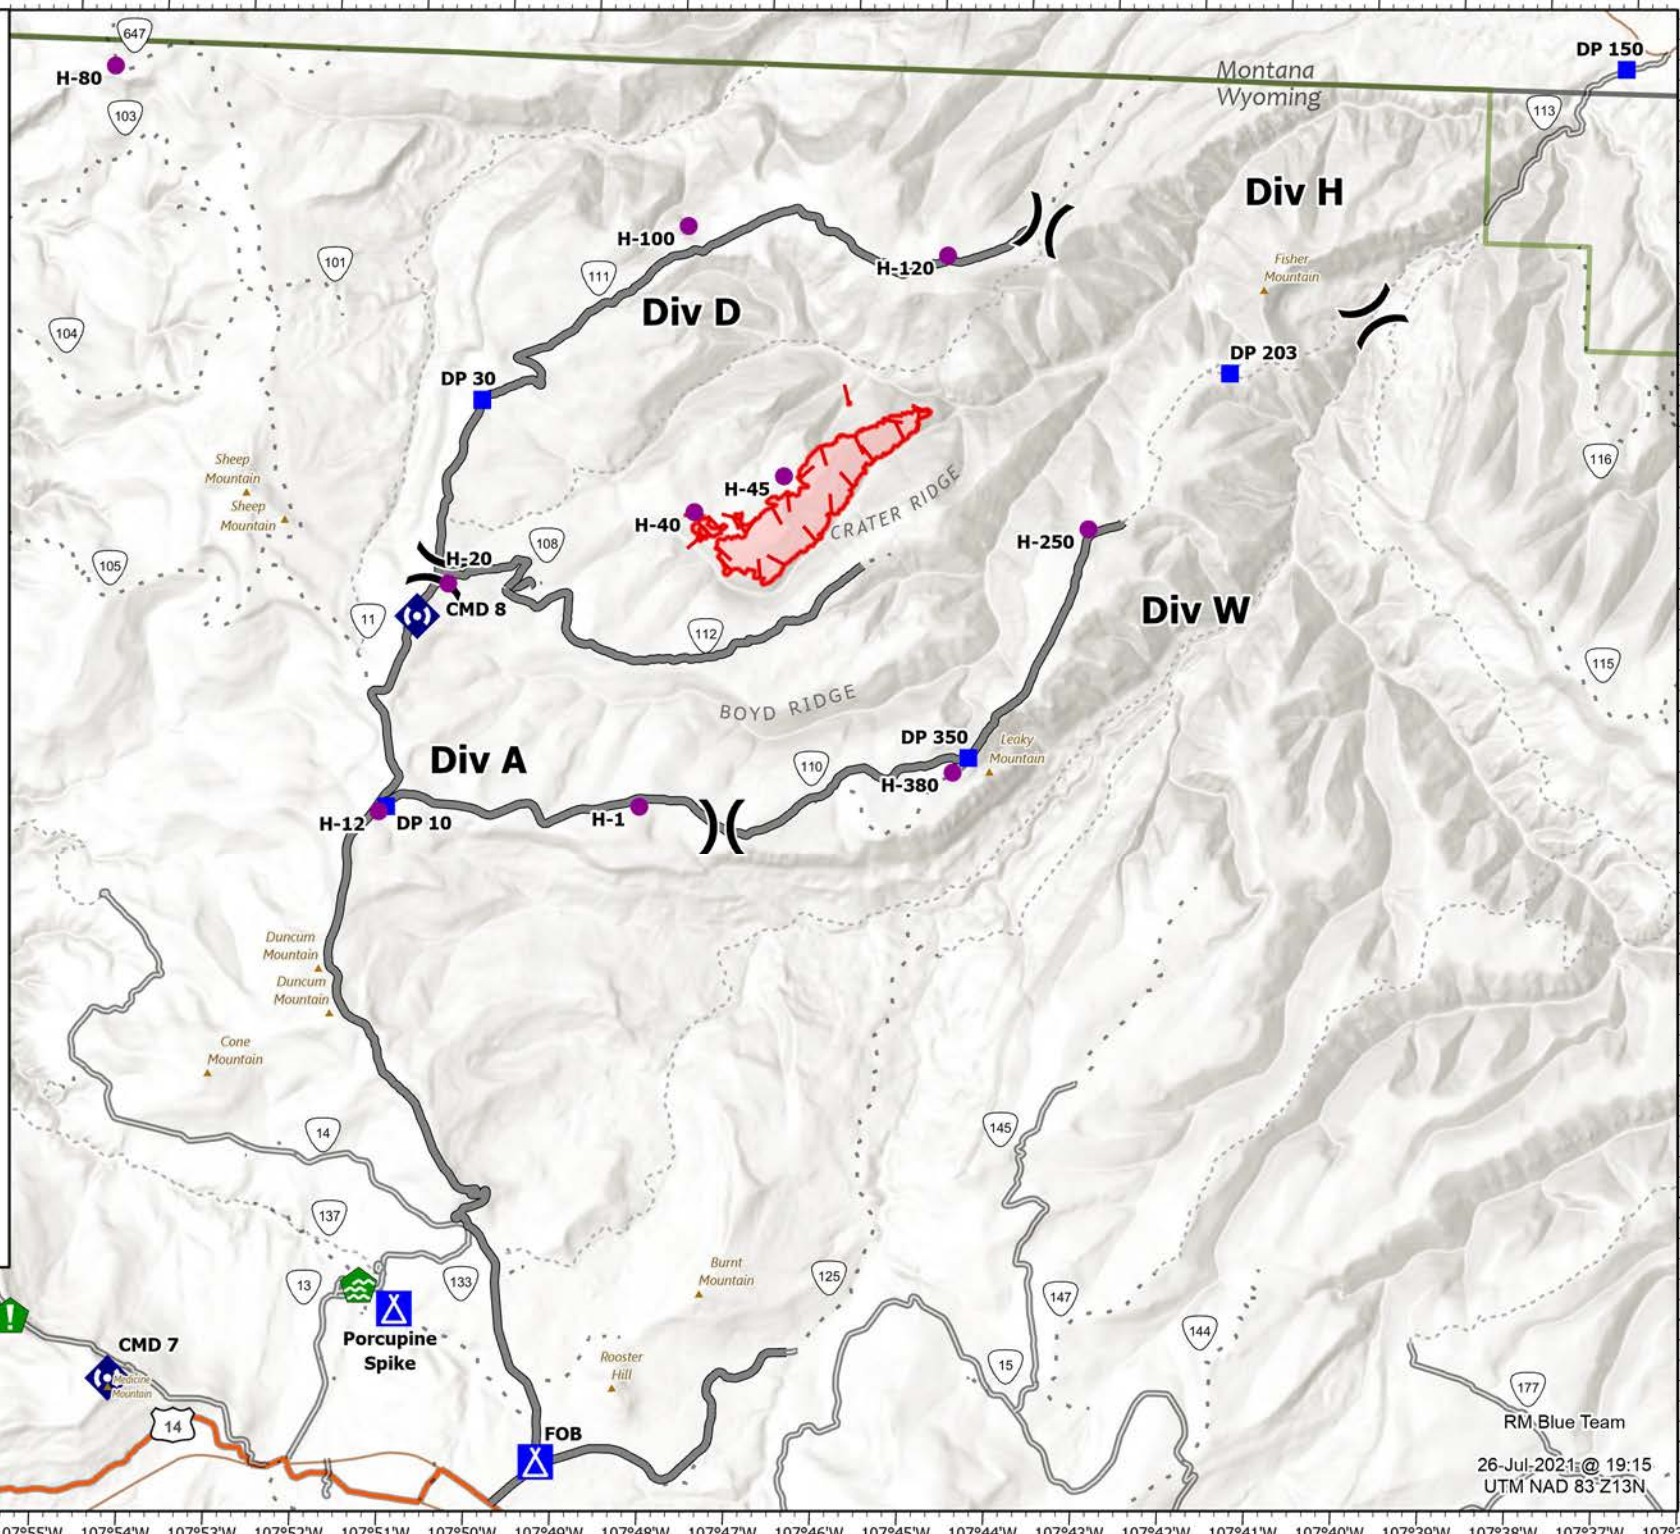 647
H-80
103
Montana
Wyoming
DP 150
113
Div H
H-100
H-120
101
111
Fisher
Mountain
104
Div D
DP 203
DP 30
Sheep
Mountain
Sheep
Mountain
H-45
H-40
CRATER RIDGE
116
H-250
108
H-20
105
CMD 8
11
112
Div W
115
BOYD RIDGE
Div A
DP 350
Leaky
Mountain
110
H-380
H-12
DP 10
H-1
Duncum
Mountain
Duncum
Mountain
Cone
Mountain
14
145
137
13
133
Burnt
Mountain
125
147
144
Porcupine
Spike
CMD 7
Medicine
Mountain
Rooster
Hill
15
177
14
FOB
RM Blue Team
26-Jul-2021 @ 19:15
UTM NAD 83 Z13N